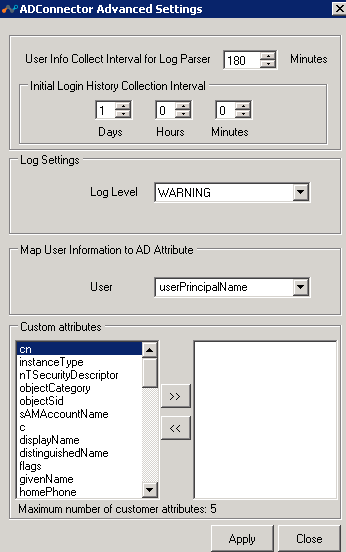 ADConnector Advanced Settings
User Info Collect Interval for Log Parser 180 Minutes
Initial Login History Collection Interval
1 0 0
Days Hours Minutes
Log Settings
Log Level WARNING
Map User Information to AD Attribute
User userPrincipalName
Custom attributes
cn
instanceType
nTSecurityDescriptor
objectCategory
objectSid
sAMAccountName
c
displayName
distinguishedName
flags
givenName
homePhone
>>
<<
Maximum number of customer attributes: 5
Apply Close